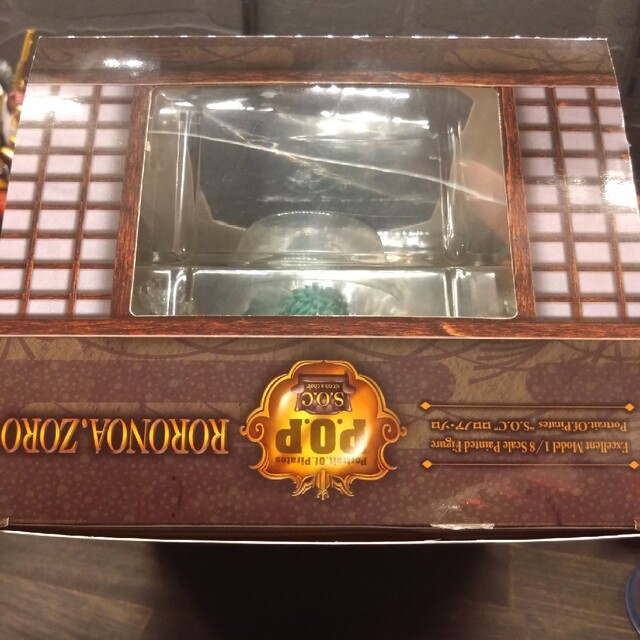 Excellent Model 1/8 Scale Painted Figure
Portrait.Of.Pirates "S.O.C" ロロノア・ゾロ
Portrait.Of.Pirates
P.O.P
S.O.C
RORONOA.ZORO